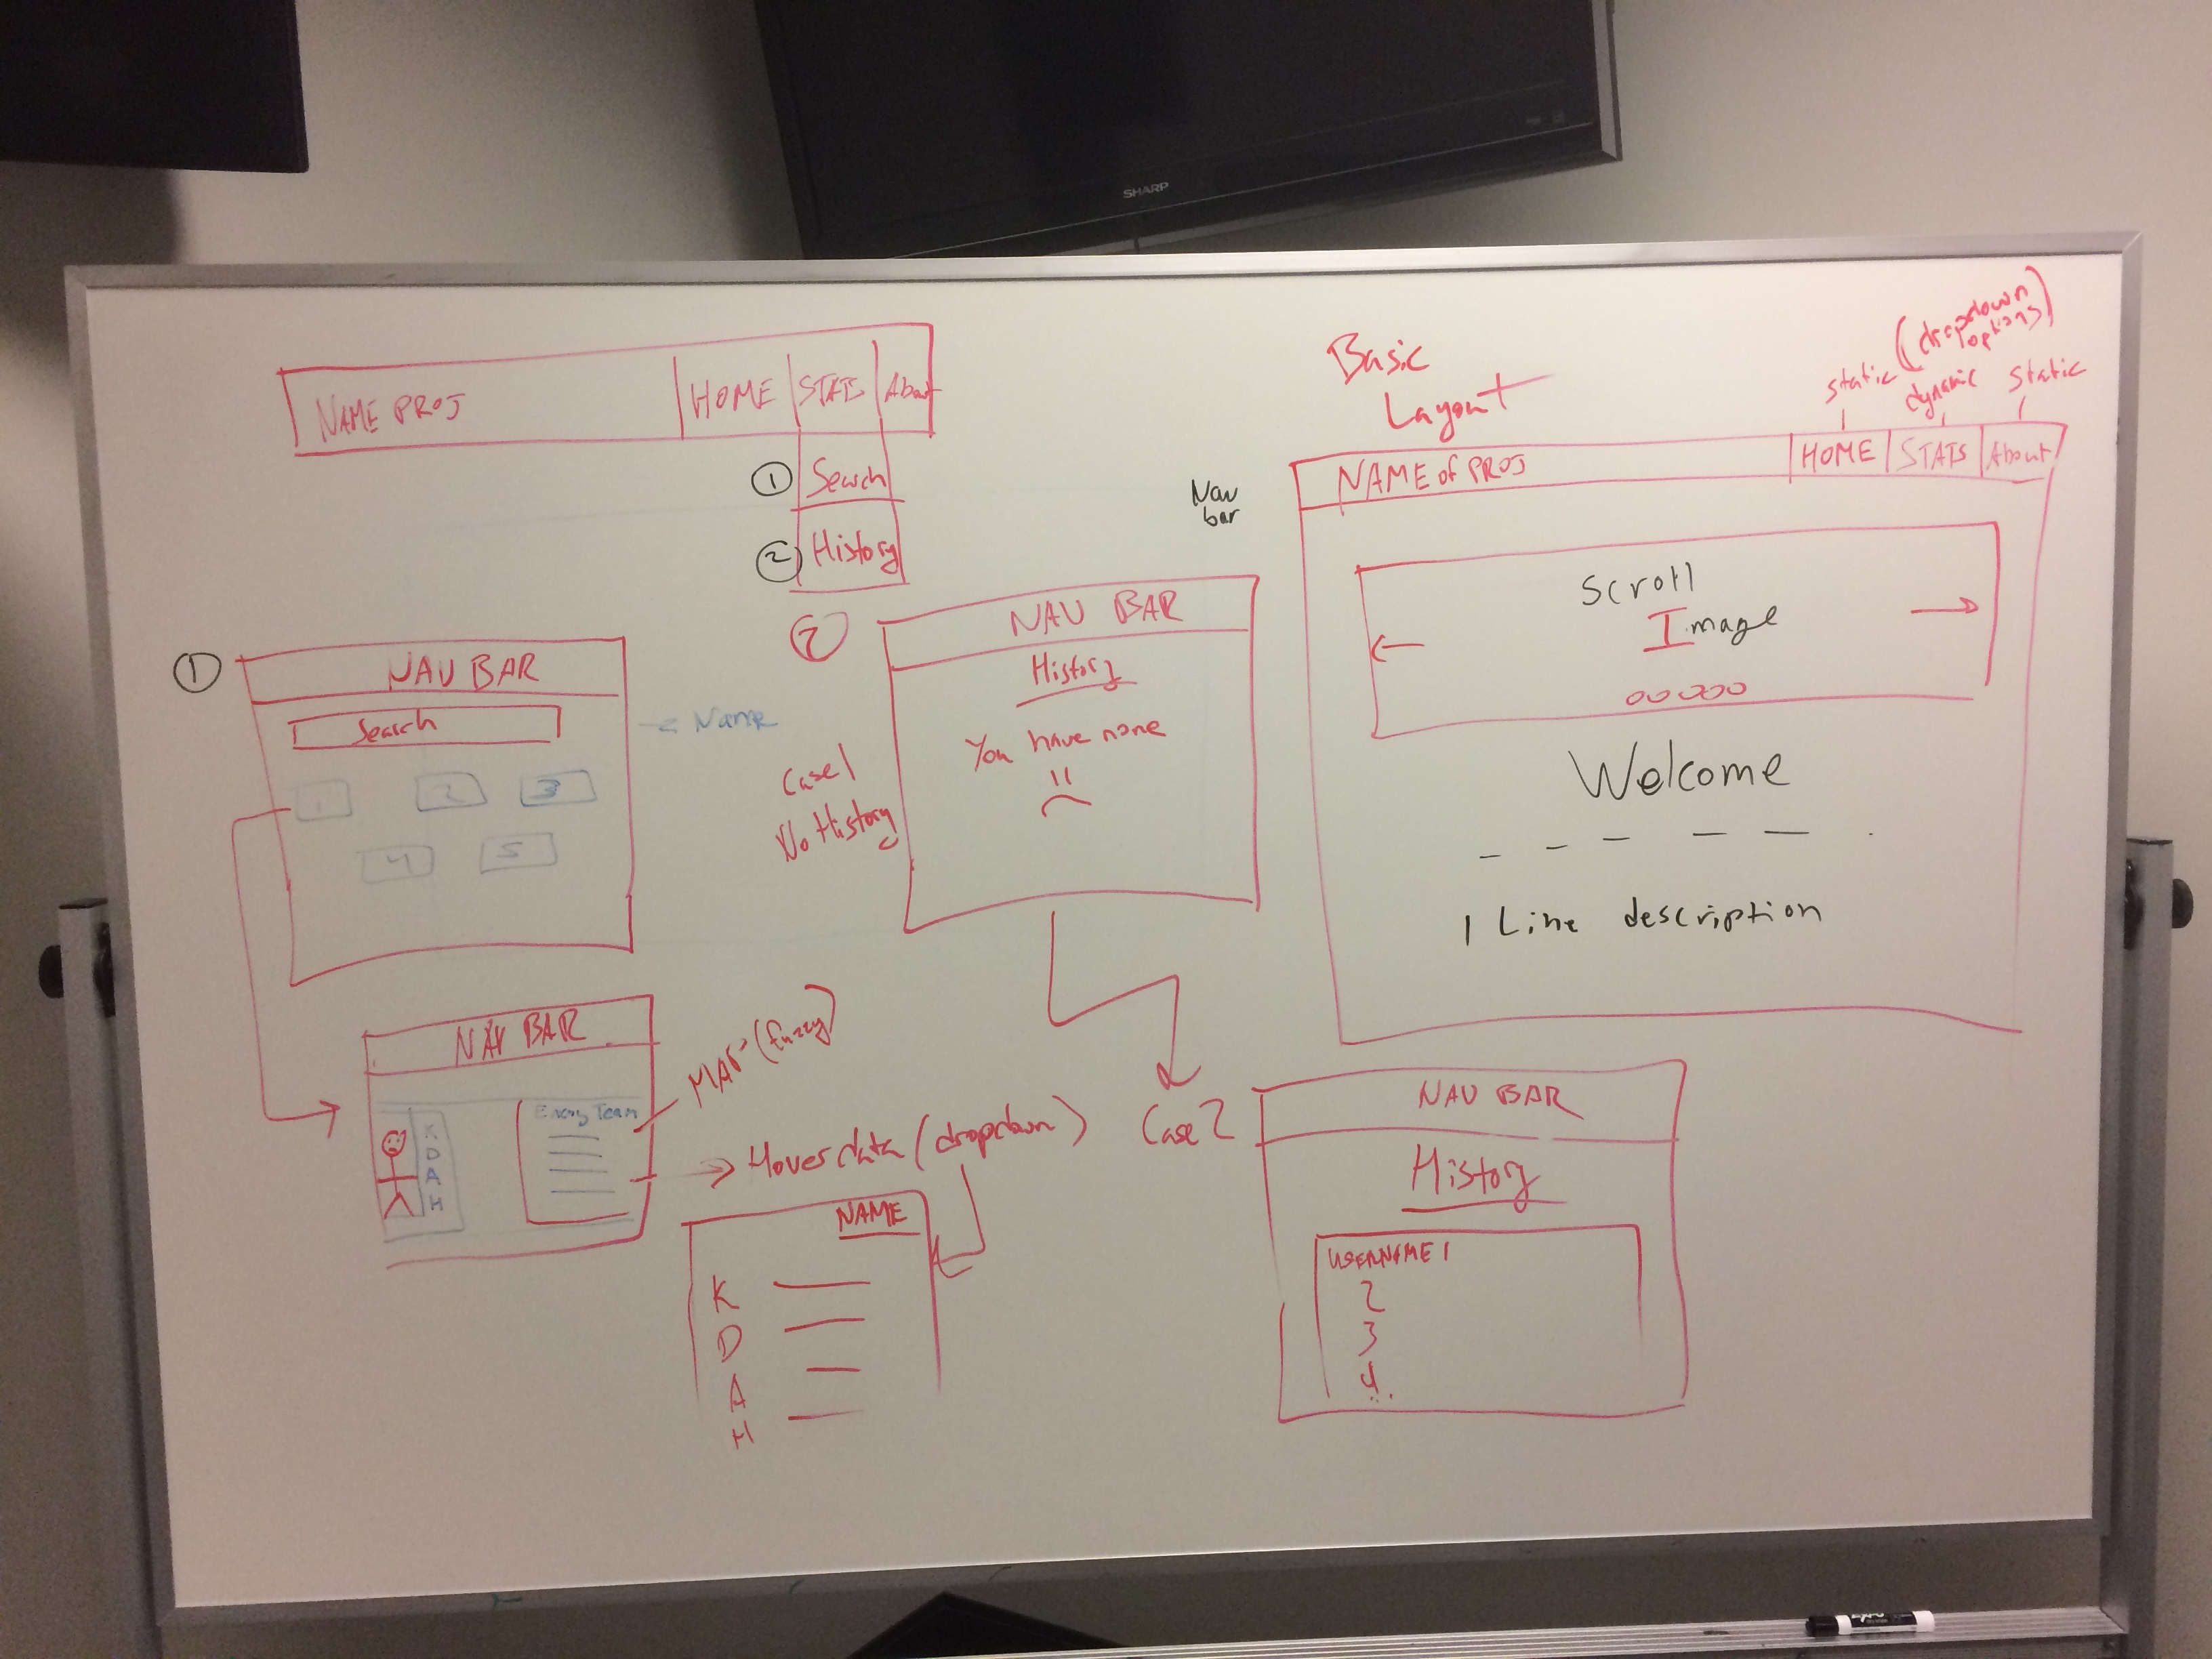 SHARP
NAME PROJ
HOME
STATS
About
1
Search
2
History
Basic
Layout
static
(dropdown
options)
dynamic
static
Nav
bar
NAME of PROJ
HOME
STATS
About
Scroll
Image
Welcome
1 Line description
1
NAV BAR
Search
Name
1
2
3
4
5
2
NAV BAR
History
You have none
Case 1
No History
NAV BAR
K
D
A
H
Enemy Team
(fuzzy)
Hover data (dropdown)
NAME
K
D
A
H
Case 2
NAV BAR
History
USERNAME 1
2
3
4